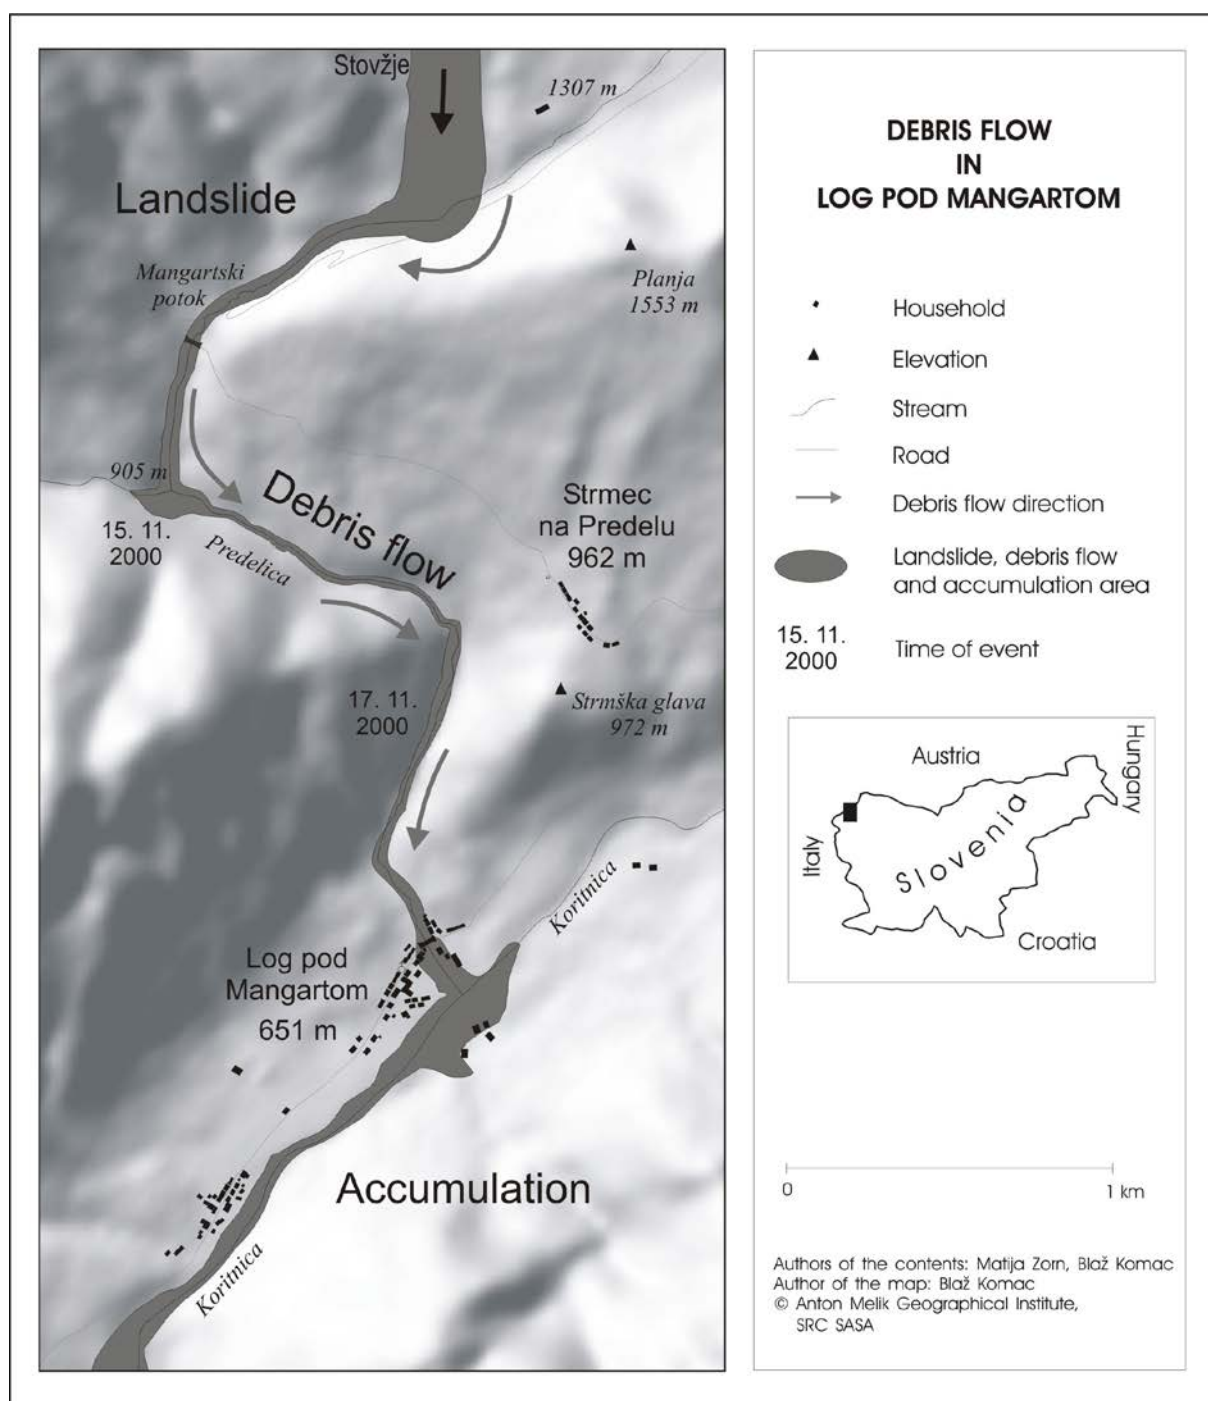 Stovžje
1307 m
Landslide
Mangartski
potok
Planja
1553 m
905 m
15. 11.
2000
Predelica
Debris flow
Strmec
na Predelu
962 m
17. 11.
2000
Strmška glava
972 m
Koritnica
Log pod
Mangartom
651 m
Accumulation
Koritnica
DEBRIS FLOW
IN
LOG POD MANGARTOM
Household
Elevation
Stream
Road
Debris flow direction
Landslide, debris flow
and accumulation area
15. 11.
2000
Time of event
Austria
Hungary
Italy
Slovenia
Croatia
0
1 km
Authors of the contents: Matija Zorn, Blaž Komac
Author of the map: Blaž Komac
© Anton Melik Geographical Institute,
SRC SASA